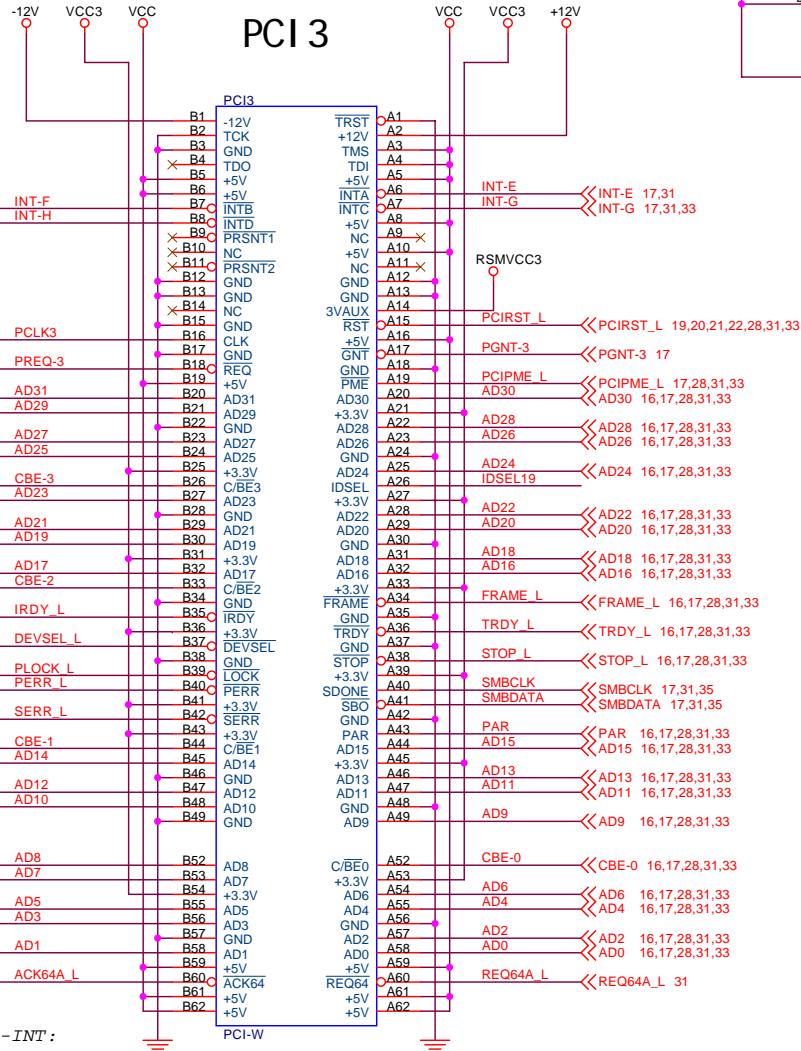 -12V VCC3 VCC PCI 3 VCC VCC3 +12V
PCI3
B1 -12V TRST A1
B2 TCK +12V A2
B3 GND TMS A3
B4 TDO TDI A4
B5 +5V +5V A5
B6 +5V INTA A6 INT-E INT-E 17,31
INT-F B7 INTB INTC A7 INT-G INT-G 17,31,33
INT-H B8 INTD +5V A8
B9 PRSNT1 NC A9
B10 NC +5V A10
B11 PRSNT2 NC A11 RSMVCC3
B12 GND GND A12
B13 GND GND A13
B14 NC 3VAUX A14
B15 GND RST A15 PCIRST_L PCIRST_L 19,20,21,22,28,31,33
PCLK3 B16 CLK +5V A16
B17 GND GNT A17 PGNT-3 PGNT-3 17
PREQ-3 B18 REQ GND A18
B19 +5V PME A19 PCIPME_L PCIPME_L 17,28,31,33
AD31 B20 AD31 AD30 A20 AD30 AD30 16,17,28,31,33
AD29 B21 AD29 +3.3V A21
B22 GND AD28 A22 AD28 AD28 16,17,28,31,33
AD27 B23 AD27 AD26 A23 AD26 AD26 16,17,28,31,33
AD25 B24 AD25 GND A24
B25 +3.3V AD24 A25 AD24 AD24 16,17,28,31,33
CBE-3 B26 C/BE3 IDSEL A26 IDSEL19
AD23 B27 AD23 +3.3V A27
B28 GND AD22 A28 AD22 AD22 16,17,28,31,33
AD21 B29 AD21 AD20 A29 AD20 AD20 16,17,28,31,33
AD19 B30 AD19 GND A30
B31 +3.3V AD18 A31 AD18 AD18 16,17,28,31,33
AD17 B32 AD17 AD16 A32 AD16 AD16 16,17,28,31,33
CBE-2 B33 C/BE2 +3.3V A33
B34 GND FRAME A34 FRAME_L FRAME_L 16,17,28,31,33
IRDY_L B35 IRDY GND A35
B36 +3.3V TRDY A36 TRDY_L TRDY_L 16,17,28,31,33
DEVSEL_L B37 DEVSEL GND A37
B38 GND STOP A38 STOP_L STOP_L 16,17,28,31,33
PLOCK_L B39 LOCK +3.3V A39
PERR_L B40 PERR SDONE A40 SMBCLK SMBCLK 17,31,35
B41 +3.3V SBO A41 SMBDATA SMBDATA 17,31,35
SERR_L B42 SERR GND A42
B43 +3.3V PAR A43 PAR PAR 16,17,28,31,33
CBE-1 B44 C/BE1 AD15 A44 AD15 AD15 16,17,28,31,33
AD14 B45 AD14 +3.3V A45
B46 GND AD13 A46 AD13 AD13 16,17,28,31,33
AD12 B47 AD12 AD11 A47 AD11 AD11 16,17,28,31,33
AD10 B48 AD10 GND A48
B49 GND AD9 A49 AD9 AD9 16,17,28,31,33
AD8 B52 AD8 C/BE0 A52 CBE-0 CBE-0 16,17,28,31,33
AD7 B53 AD7 +3.3V A53
B54 +3.3V AD6 A54 AD6 AD6 16,17,28,31,33
AD5 B55 AD5 AD4 A55 AD4 AD4 16,17,28,31,33
AD3 B56 AD3 GND A56
B57 GND AD2 A57 AD2 AD2 16,17,28,31,33
AD1 B58 AD1 AD0 A58 AD0 AD0 16,17,28,31,33
B59 +5V +5V A59
ACK64A_L B60 ACK64 REQ64 A60 REQ64A_L REQ64A_L 31
B61 +5V +5V A61
B62 +5V +5V A62
PCI-W
-INT: